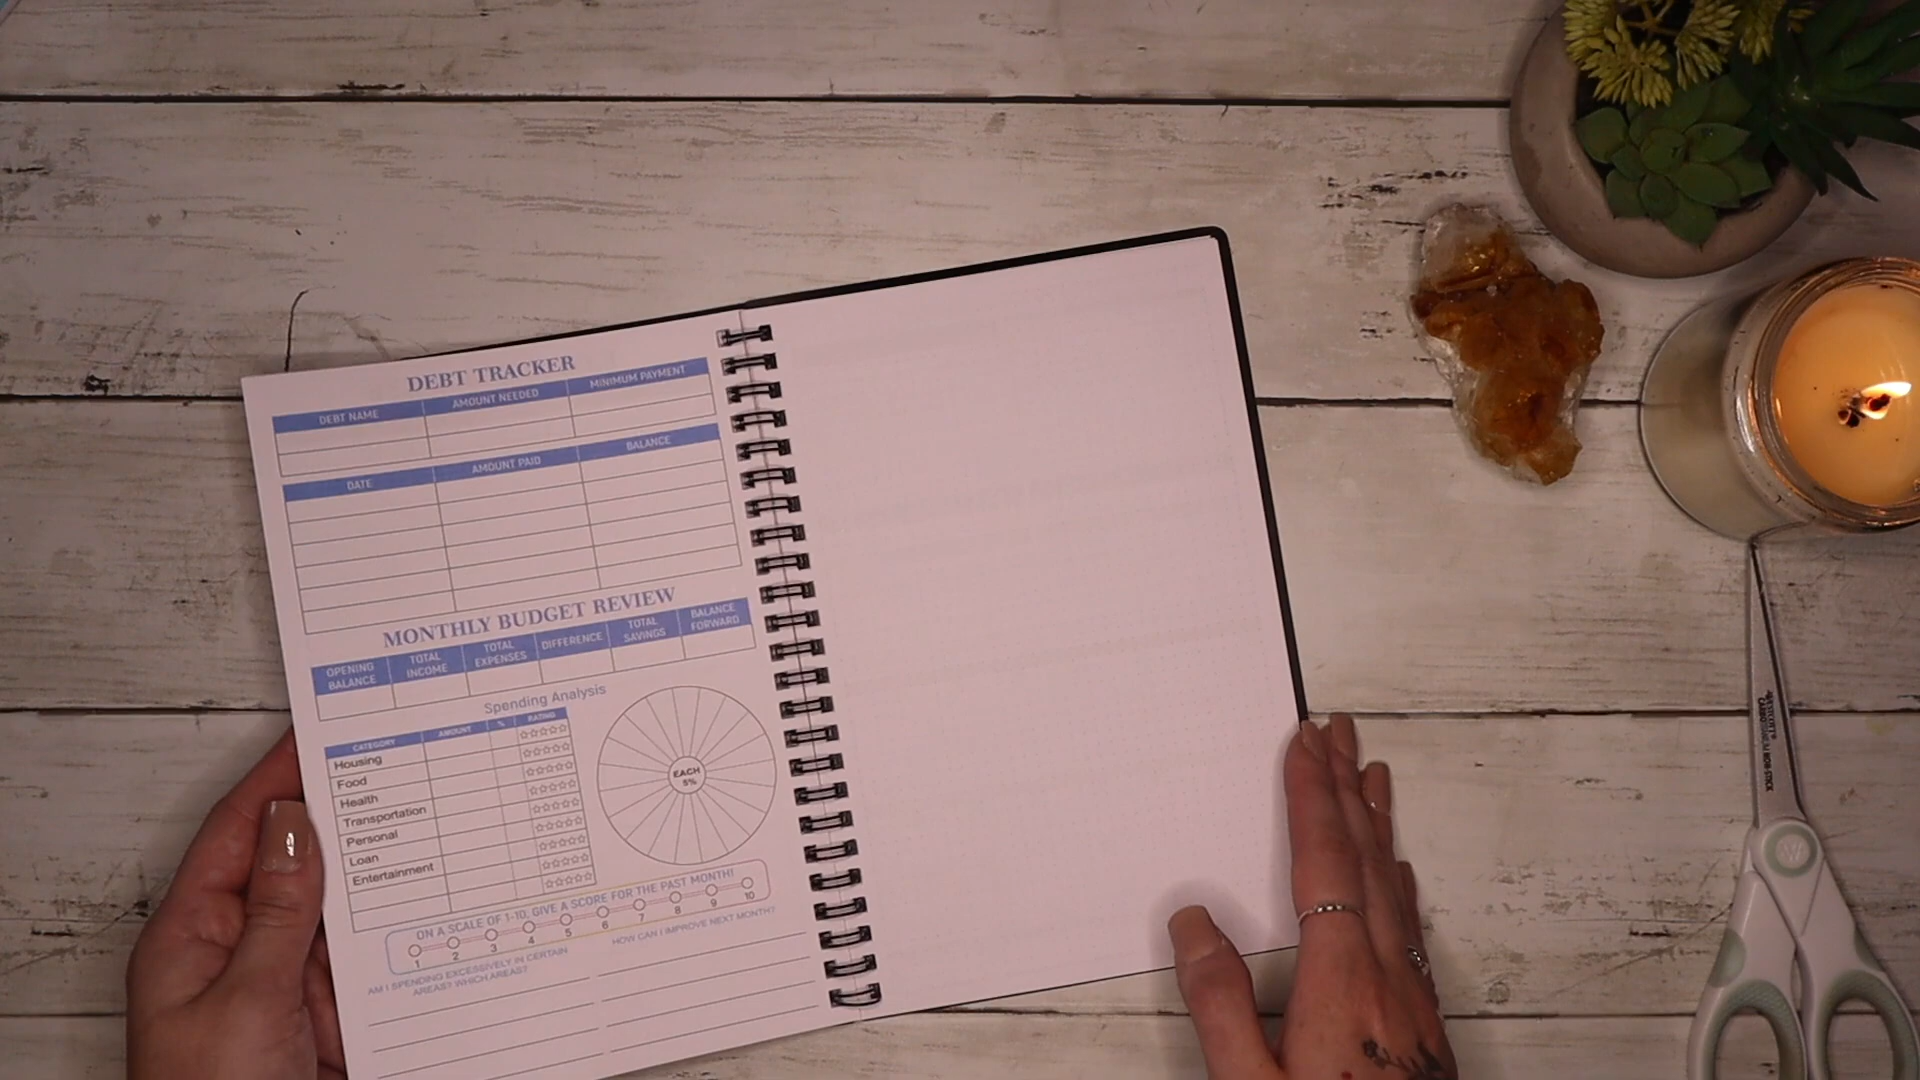 DEBT TRACKER
DEBT NAME AMOUNT NEEDED MINIMUM PAYMENT
DATE AMOUNT PAID BALANCE
MONTHLY BUDGET REVIEW
OPENING BALANCE TOTAL INCOME TOTAL EXPENSES DIFFERENCE TOTAL SAVINGS BALANCE FORWARD
Spending Analysis
CATEGORY AMOUNT % RATING
Housing
Food
Health
Transportation
Personal
Loan
Entertainment
EACH
5%
ON A SCALE OF 1-10, GIVE A SCORE FOR THE PAST MONTH!
1 2 3 4 5 6 7 8 9 10
AM I SPENDING EXCESSIVELY IN CERTAIN
AREAS? WHICH AREAS?
HOW CAN I IMPROVE NEXT MONTH?